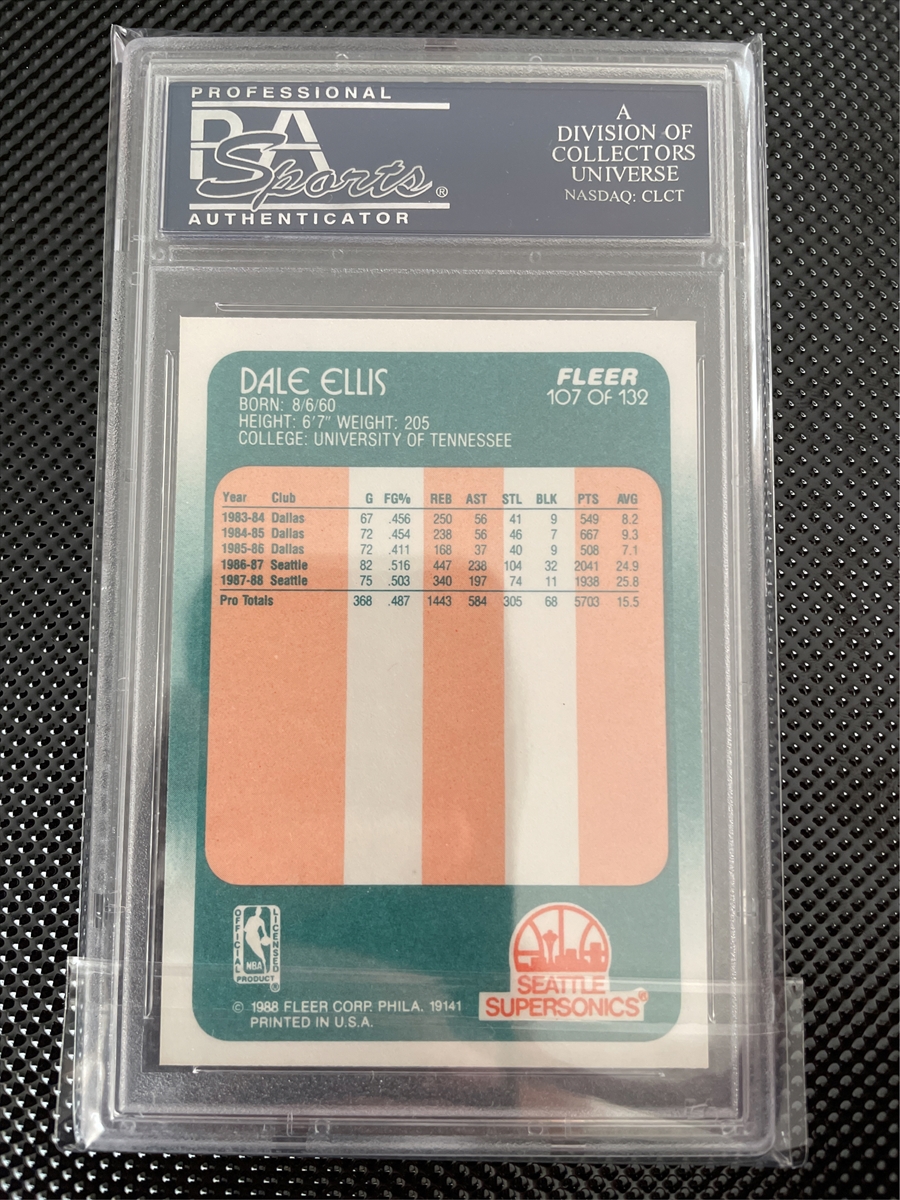 PROFESSIONAL
PSA
Sports®
AUTHENTICATOR
A
DIVISION OF
COLLECTORS
UNIVERSE
NASDAQ: CLCT
DALE ELLIS
BORN: 8/6/60
HEIGHT: 6'7" WEIGHT: 205
COLLEGE: UNIVERSITY OF TENNESSEE
FLEER
107 OF 132
Year Club G FG% REB AST STL BLK PTS AVG
1983-84 Dallas 67 .456 250 56 41 9 549 8.2
1984-85 Dallas 72 .454 238 56 46 7 667 9.3
1985-86 Dallas 72 .411 168 37 40 9 508 7.1
1986-87 Seattle 82 .516 447 238 104 32 2041 24.9
1987-88 Seattle 75 .503 340 197 74 11 1938 25.8
Pro Totals 368 .487 1443 584 305 68 5703 15.5
OFFICIAL
LICENSED
NBA
PRODUCT ®
© 1988 FLEER CORP. PHILA. 19141
PRINTED IN U.S.A.
SEATTLE
SUPERSONICS®